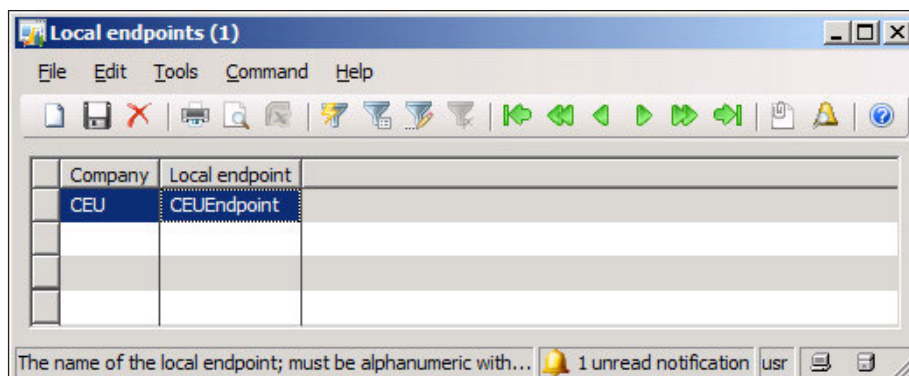 Local endpoints (1)
File Edit Tools Command Help
Company Local endpoint
CEU CEUEndpoint
The name of the local endpoint; must be alphanumeric with... 1 unread notification usr